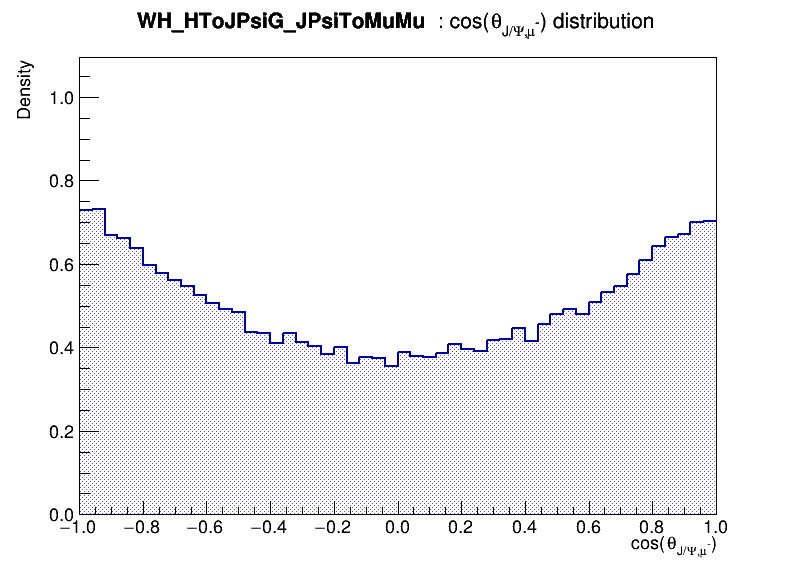 WH_HToJPsiG_JPsiToMuMu : cos(θ_{J/Ψ,μ⁻}) distribution
Density
1.0
0.8
0.6
0.4
0.2
0.0
−1.0 −0.8 −0.6 −0.4 −0.2 0.0 0.2 0.4 0.6 0.8 1.0
cos(θ_{J/Ψ,μ⁻})